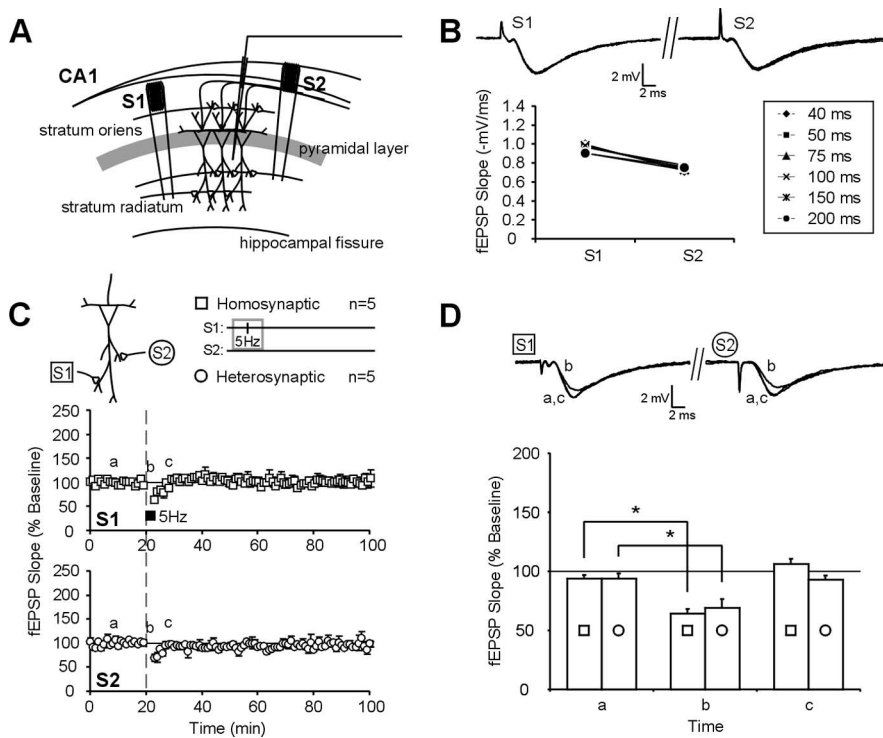 A
CA1
S1
S2
stratum oriens
pyramidal layer
stratum radiatum
hippocampal fissure
B
S1
S2
2 mV
2 ms
fEPSP Slope (-mV/ms)
1.4
1.2
1.0
0.8
0.6
0.4
0.2
0
S1
S2
40 ms
50 ms
75 ms
100 ms
150 ms
200 ms
C
S1
S2
Homosynaptic n=5
S1:
5Hz
S2:
Heterosynaptic n=5
fEPSP Slope (% Baseline)
250
200
150
100
50
0
a b c
5Hz
S1
0 20 40 60 80 100
250
200
150
100
50
0
a b c
S2
0 20 40 60 80 100
Time (min)
D
S1
S2
b
a,c
b
a,c
2 mV
2 ms
fEPSP Slope (% Baseline)
200
150
100
50
0
*
*
a b c
Time